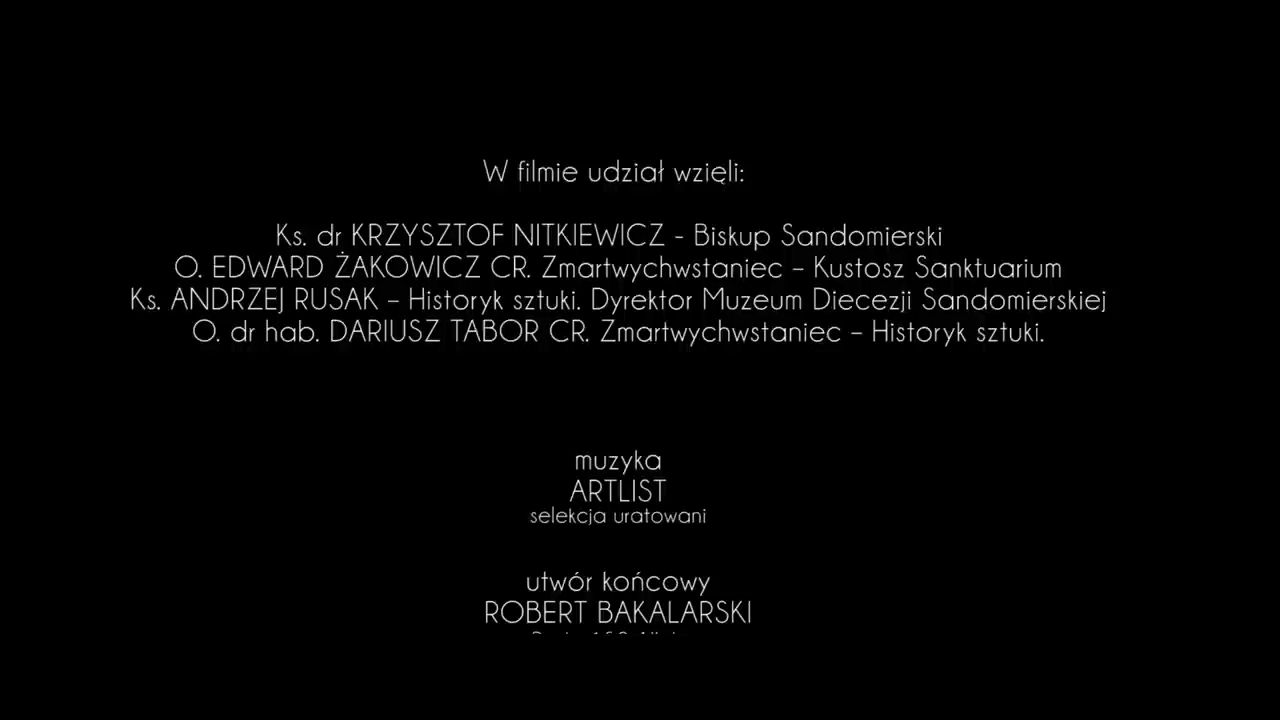 W filmie udział wzięli:
Ks. dr KRZYSZTOF NITKIEWICZ - Biskup Sandomierski
O. EDWARD ŻAKOWICZ CR. Zmartwychwstaniec – Kustosz Sanktuarium
Ks. ANDRZEJ RUSAK – Historyk sztuki. Dyrektor Muzeum Diecezji Sandomierskiej
O. dr hab. DARIUSZ TABOR CR. Zmartwychwstaniec – Historyk sztuki.
muzyka
ARTLIST
selekcja uratowani
utwór końcowy
ROBERT BAKALARSKI